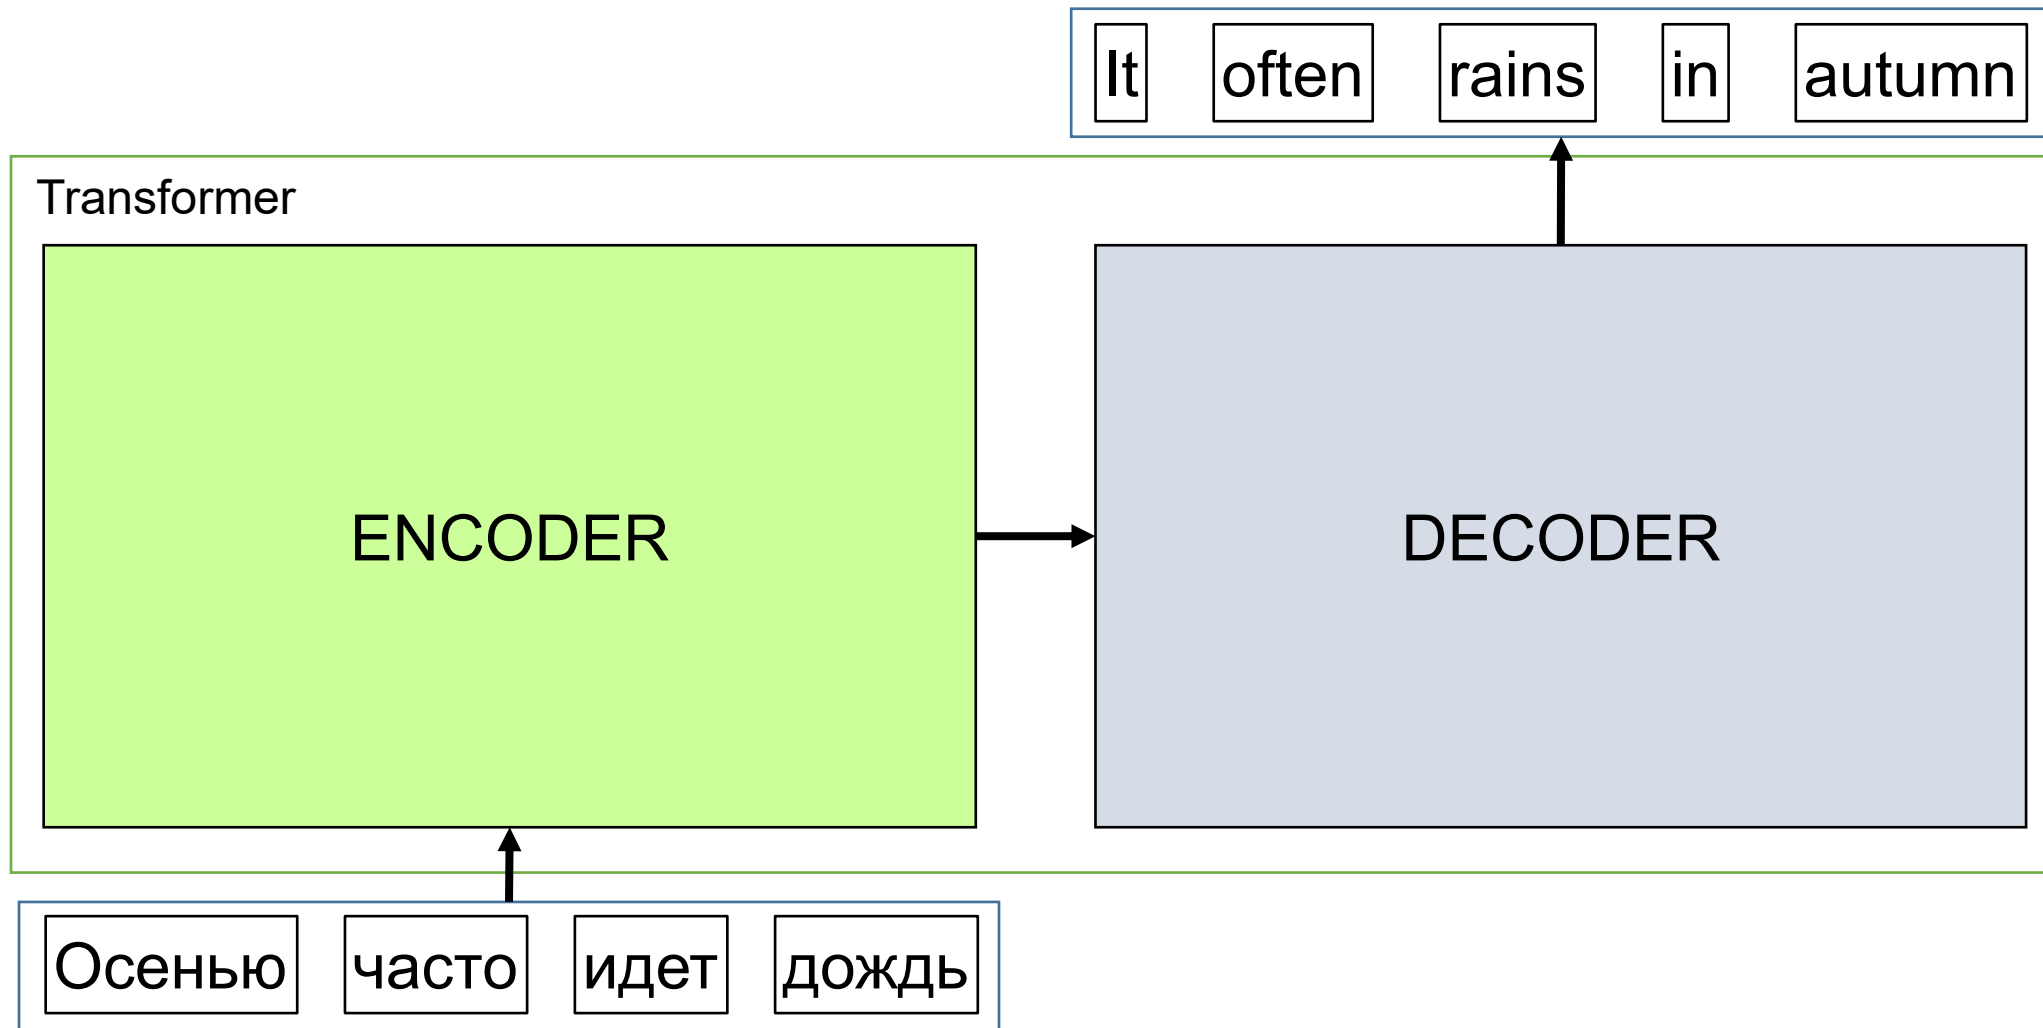 It often rains in autumn
Transformer
ENCODER DECODER
Осенью часто идет дождь